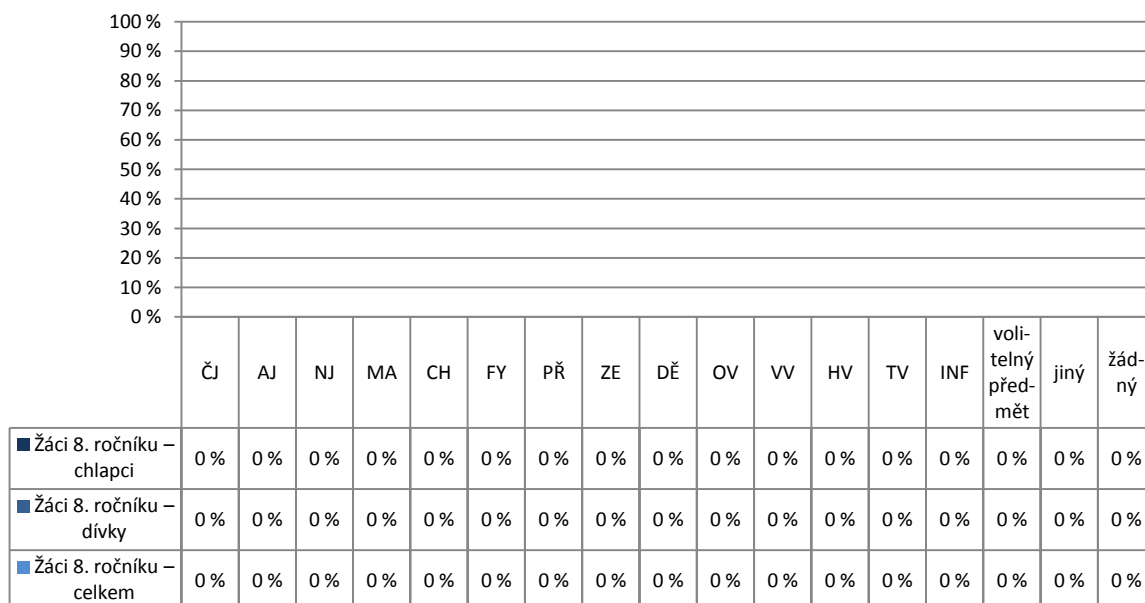 100 %
90 %
80 %
70 %
60 %
50 %
40 %
30 %
20 %
10 %
0 %
ČJ AJ NJ MA CH FY PŘ ZE DĚ OV VV HV TV INF voli-
telný
před-
mět jiný žád-
ný
Žáci 8. ročníku –
chlapci 0 % 0 % 0 % 0 % 0 % 0 % 0 % 0 % 0 % 0 % 0 % 0 % 0 % 0 % 0 % 0 % 0 %
Žáci 8. ročníku –
dívky 0 % 0 % 0 % 0 % 0 % 0 % 0 % 0 % 0 % 0 % 0 % 0 % 0 % 0 % 0 % 0 % 0 %
Žáci 8. ročníku –
celkem 0 % 0 % 0 % 0 % 0 % 0 % 0 % 0 % 0 % 0 % 0 % 0 % 0 % 0 % 0 % 0 % 0 %